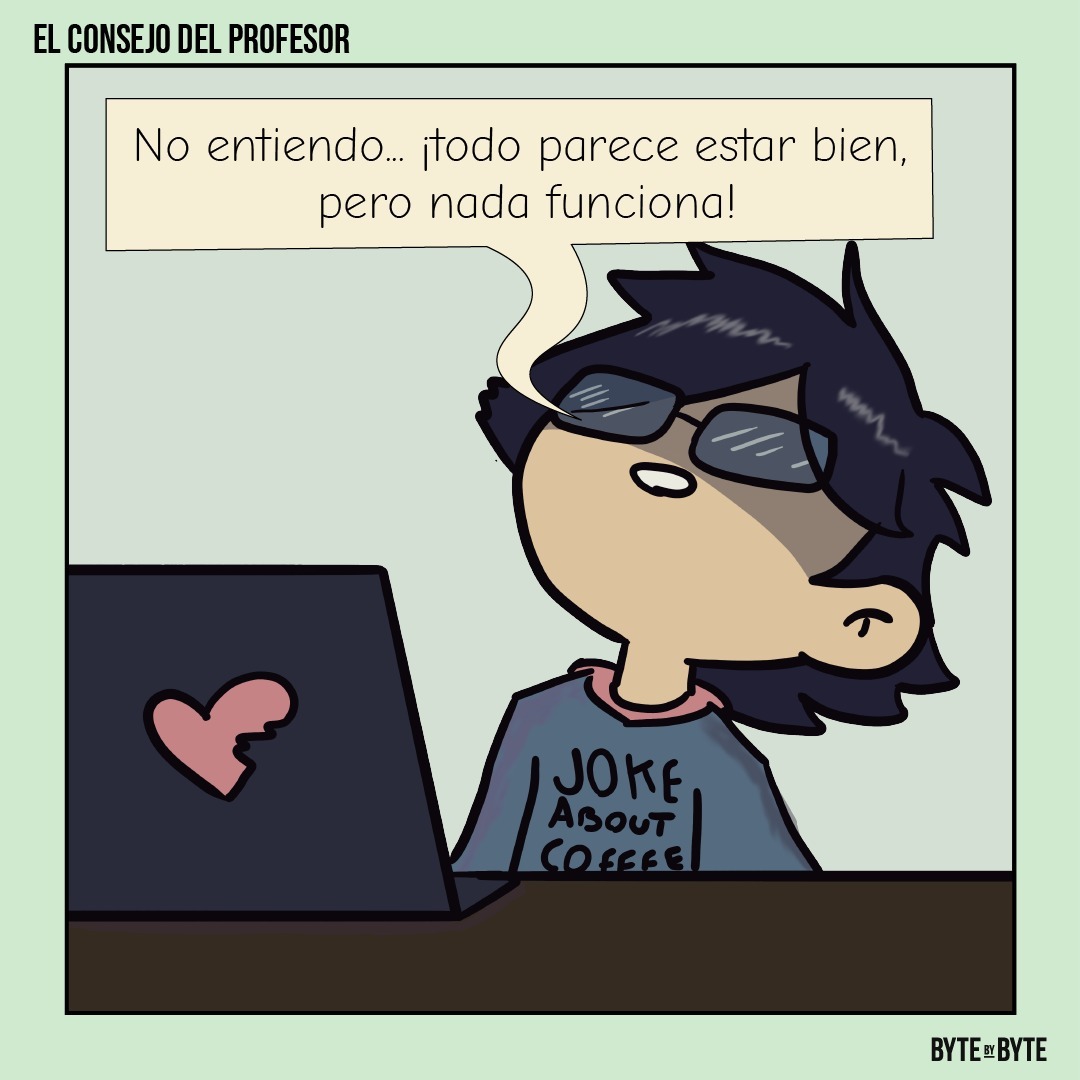 EL CONSEJO DEL PROFESOR
No entiendo... ¡todo parece estar bien,
pero nada funciona!
JOKE
ABOUT
COFFEE
BYTE BY BYTE